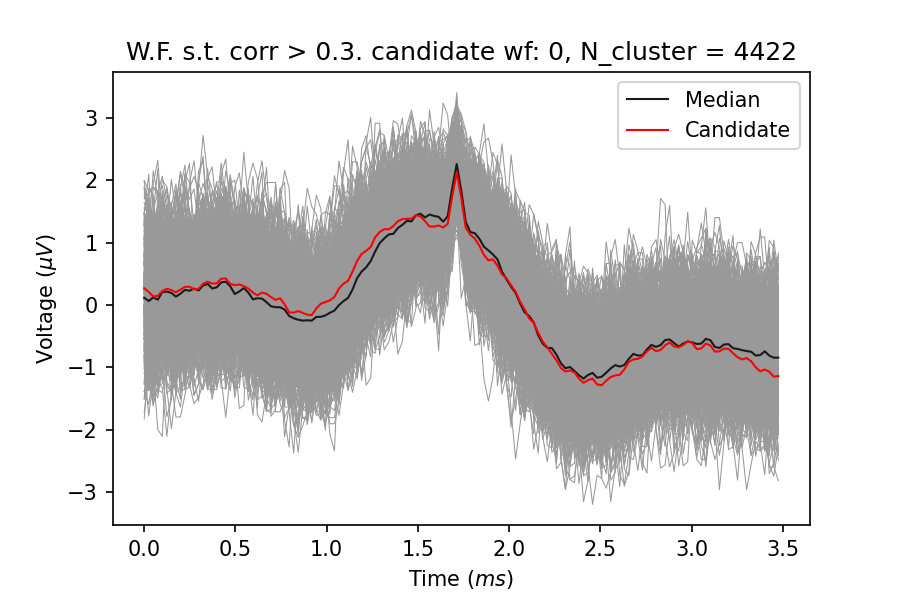 W.F. s.t. corr > 0.3. candidate wf: 0, N_cluster = 4422
Median
Candidate
Voltage (μV)
3
2
1
0
−1
−2
−3
0.0 0.5 1.0 1.5 2.0 2.5 3.0 3.5
Time (ms)